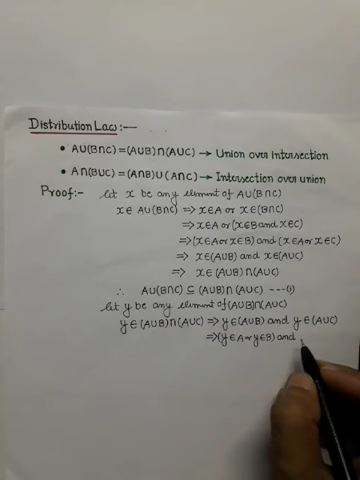 Distribution Law:-
• A∪(B∩C)=(A∪B)∩(A∪C) → Union over Intersection
• A∩(B∪C)=(A∩B)∪(A∩C) → Intersection over union
Proof:- let x be any element of A∪(B∩C)
x∈A∪(B∩C) ⇒ x∈A or x∈(B∩C)
⇒ x∈A or (x∈B and x∈C)
⇒ (x∈A or x∈B) and (x∈A or x∈C)
⇒ x∈(A∪B) and x∈(A∪C)
⇒ x∈(A∪B)∩(A∪C)
∴ A∪(B∩C) ⊆ (A∪B)∩(A∪C) ----(1)
let y be any element of (A∪B)∩(A∪C)
y∈(A∪B)∩(A∪C) ⇒ y∈(A∪B) and y∈(A∪C)
⇒ (y∈A or y∈B) and